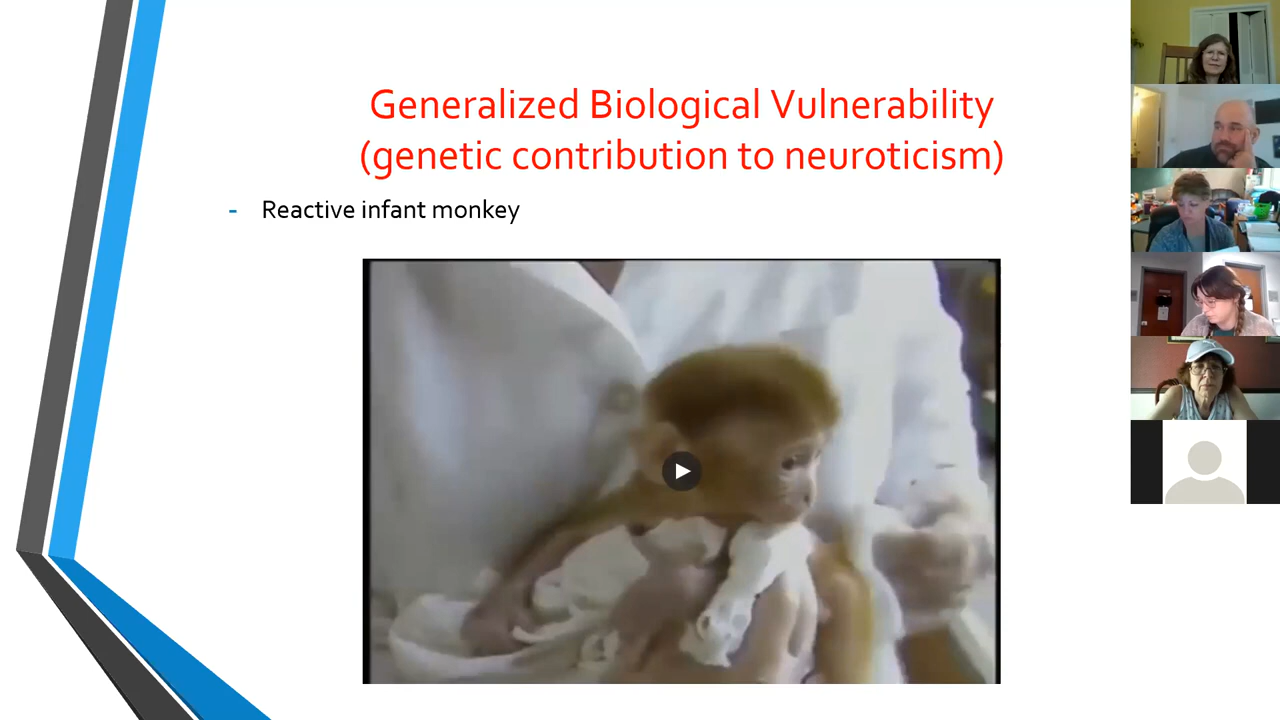 Generalized Biological Vulnerability
(genetic contribution to neuroticism)
- Reactive infant monkey